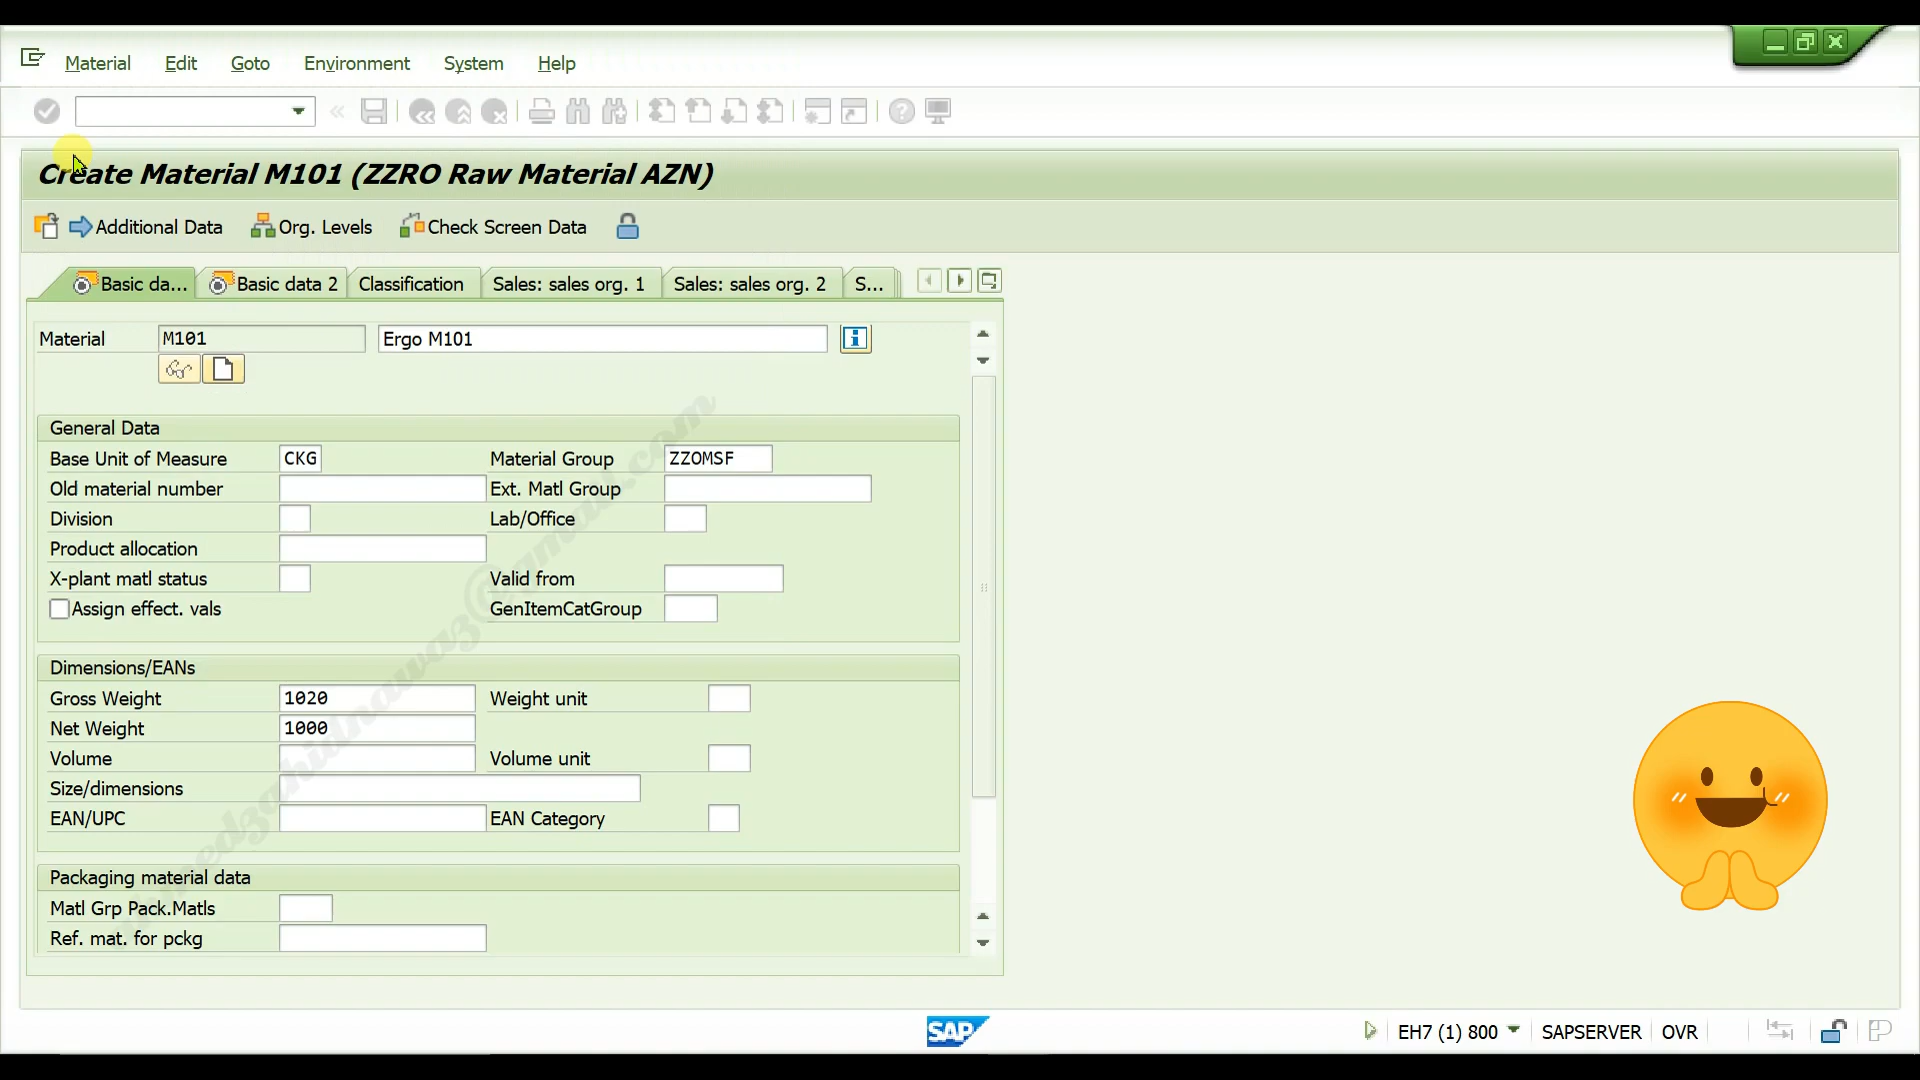 Material Edit Goto Environment System Help
Create Material M101 (ZZRO Raw Material AZN)
Additional Data Org. Levels Check Screen Data
Basic da... Basic data 2 Classification Sales: sales org. 1 Sales: sales org. 2 S...
Material M101 Ergo M101
General Data
Base Unit of Measure CKG Material Group ZZOMSF
Old material number Ext. Matl Group
Division Lab/Office
Product allocation
X-plant matl status Valid from
Assign effect. vals GenItemCatGroup
Dimensions/EANs
Gross Weight 1020 Weight unit
Net Weight 1000
Volume Volume unit
Size/dimensions
EAN/UPC EAN Category
Packaging material data
Matl Grp Pack.Matls
Ref. mat. for pckg
SAP EH7 (1) 800 SAPSERVER OVR